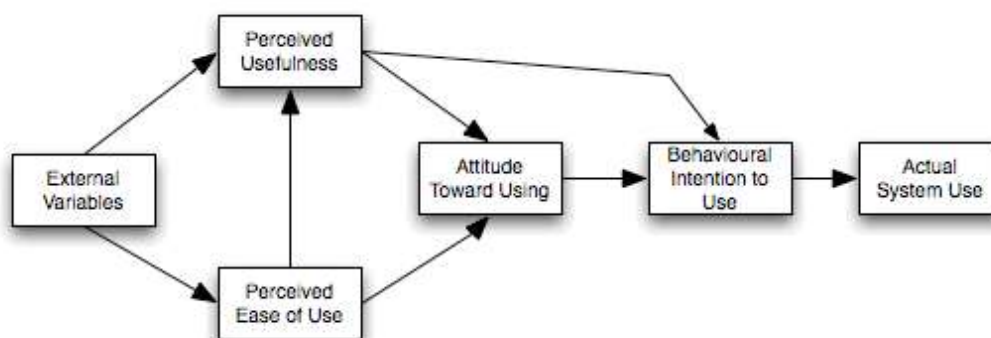 Perceived
Usefulness
External
Variables
Attitude
Toward Using
Behavioural
Intention to
Use
Actual
System Use
Perceived
Ease of Use